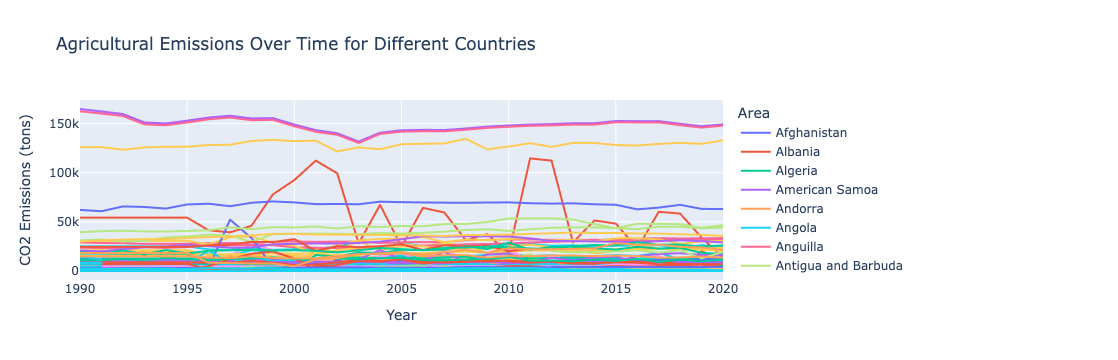 Agricultural Emissions Over Time for Different Countries
CO2 Emissions (tons)
150k
100k
50k
0
1990
1995
2000
2005
2010
2015
2020
Year
Area
Afghanistan
Albania
Algeria
American Samoa
Andorra
Angola
Anguilla
Antigua and Barbuda